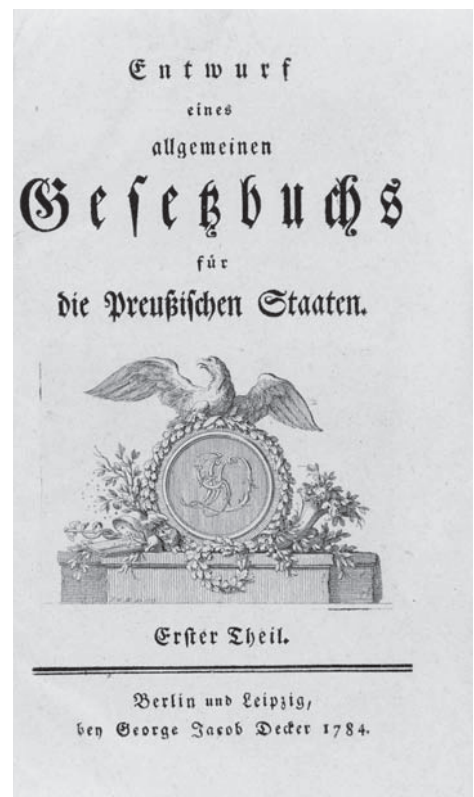 Entwurf
eines
allgemeinen
Gesetzbuchs
für
die Preußischen Staaten.
Erster Theil.
Berlin und Leipzig,
bey George Jacob Decker 1784.